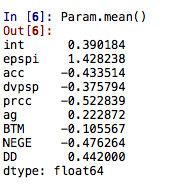 In [6]: Param.mean()
Out[6]:
int 0.390184
epspi 1.428238
acc -0.433514
dvpsp -0.375794
prcc -0.522839
ag 0.222872
BTM -0.105567
NEGE -0.476264
DD 0.442000
dtype: float64